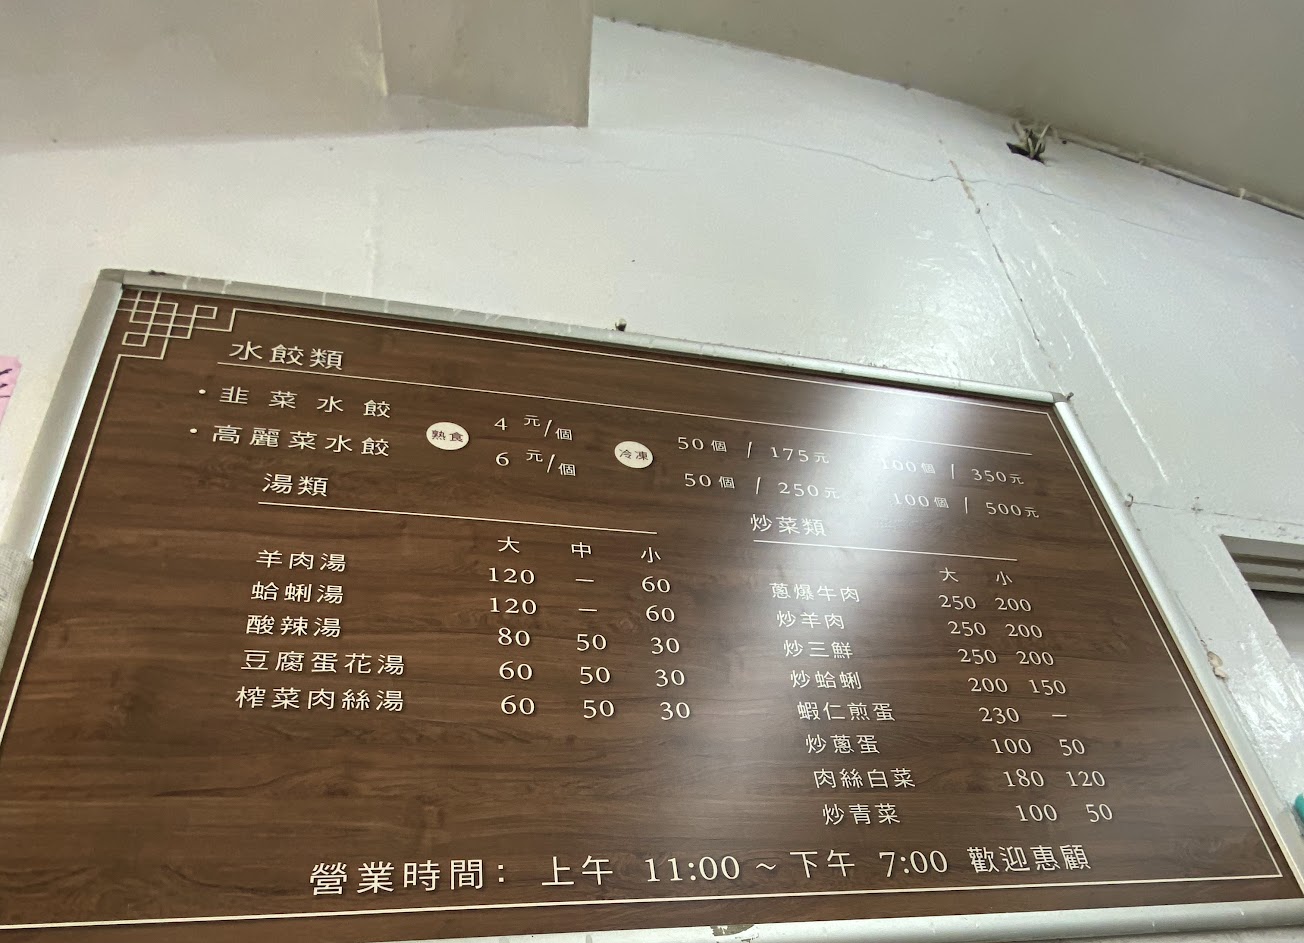 水餃類
・韭菜水餃 熟食 4元/個 冷凍 50個 / 175元 100個 / 350元
・高麗菜水餃 6元/個 50個 / 250元 100個 / 500元
湯類
大 中 小
羊肉湯 120 － 60
蛤蜊湯 120 － 60
酸辣湯 80 50 30
豆腐蛋花湯 60 50 30
榨菜肉絲湯 60 50 30
炒菜類
大 小
蔥爆牛肉 250 200
炒羊肉 250 200
炒三鮮 250 200
炒蛤蜊 200 150
蝦仁煎蛋 230 －
炒蔥蛋 100 50
肉絲白菜 180 120
炒青菜 100 50
營業時間： 上午 11:00～下午 7:00 歡迎惠顧